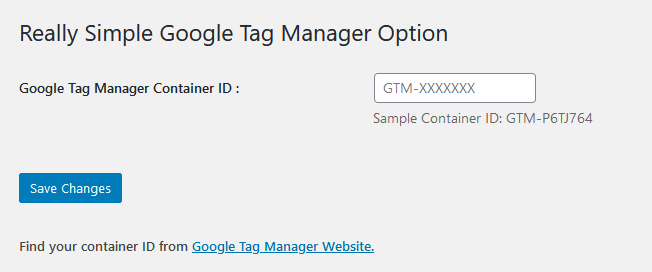 Really Simple Google Tag Manager Option
Google Tag Manager Container ID :
GTM-XXXXXXX
Sample Container ID: GTM-P6TJ764
Save Changes
Find your container ID from Google Tag Manager Website.